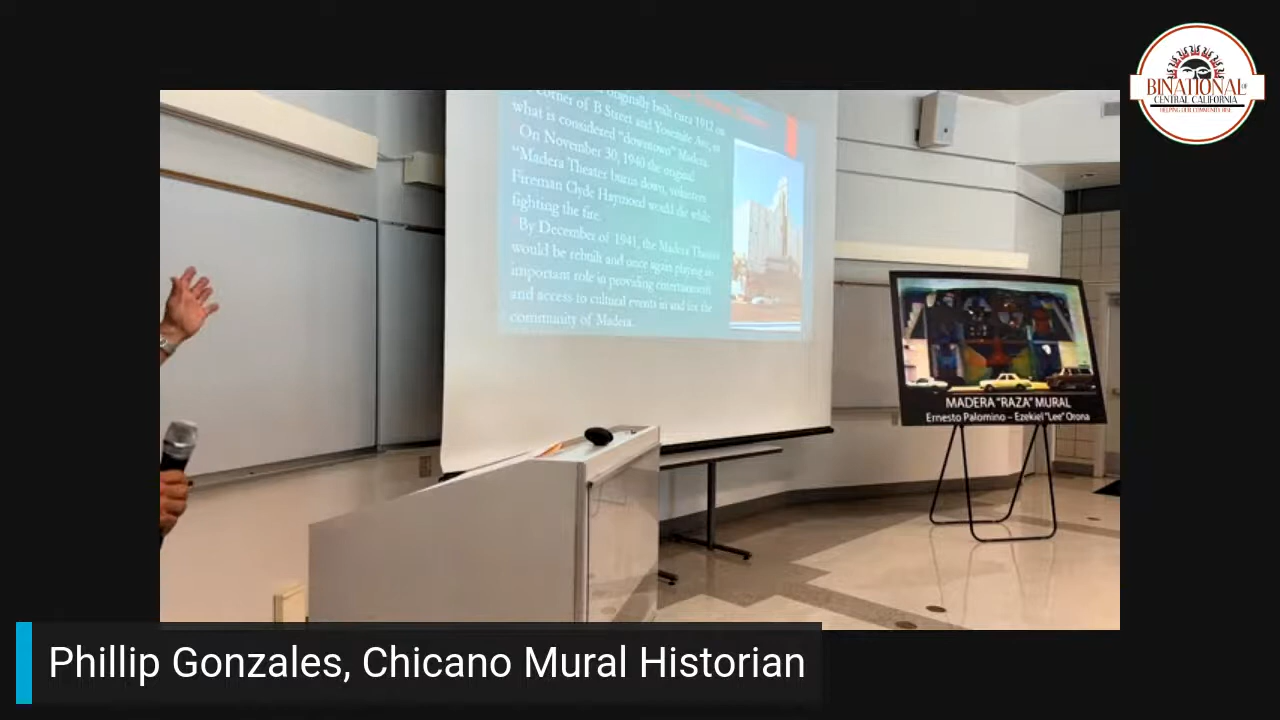 BINATIONAL
CENTRAL CALIFORNIA
HELPING OUR COMMUNITY RISE
originally built circa 1912 on
corner of B Street and Yosemite Ave, in
what is considered "downtown" Madera.
On November 30, 1940 the original
"Madera Theater burns down, volunteer
Fireman Clyde Haymond would die while
fighting the fire.
By December of 1941, the Madera Theater
would be rebuilt and once again playing an
important role in providing entertainment
and access to cultural events in and for the
community of Madera.
MADERA "RAZA" MURAL
Ernesto Palomino – Ezekiel "Lee" Orona
Phillip Gonzales, Chicano Mural Historian